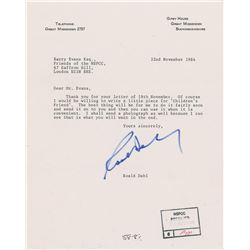 TELEPHONE
GREAT MISSENDEN 2757
GIPSY HOUSE
GREAT MISSENDEN
BUCKINGHAMSHIRE
Harry Evans Esq.,
Friends of the NSPCC,
67 Saffron Hill,
London EC1N 8RS.
22nd November 1984
Dear Mr. Evans,
Thank you for your letter of 18th November. Of course
I would be willing to write a little piece for "Children's
Friend". The best thing will be for me to do it fairly soon
and send it on to you and then you can use it when it is
convenient. I shall send a photograph as well because I can
see that is what you will want in the end.
Yours sincerely,
Roald Dahl
Roald Dahl
NSPCC